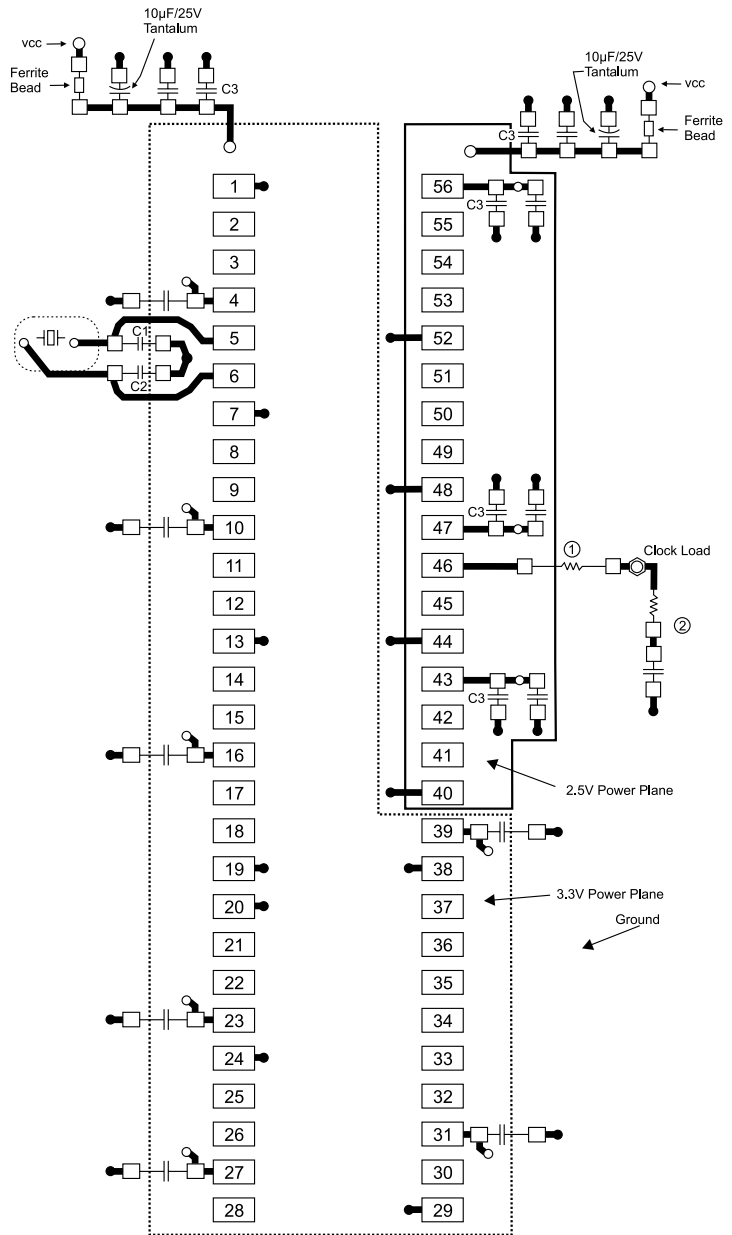 10µF/25V
Tantalum
vcc
Ferrite
Bead
C3
10µF/25V
Tantalum
vcc
C3
Ferrite
Bead
1
56
C3
2
55
3
54
4
53
C1
5
52
C2
6
51
7
50
8
49
9
48
C3
10
47
①
Clock Load
11
46
12
45
②
13
44
14
43
C3
15
42
16
41
2.5V Power Plane
17
40
18
39
19
38
3.3V Power Plane
20
37
Ground
21
36
22
35
23
34
24
33
25
32
26
31
27
30
28
29